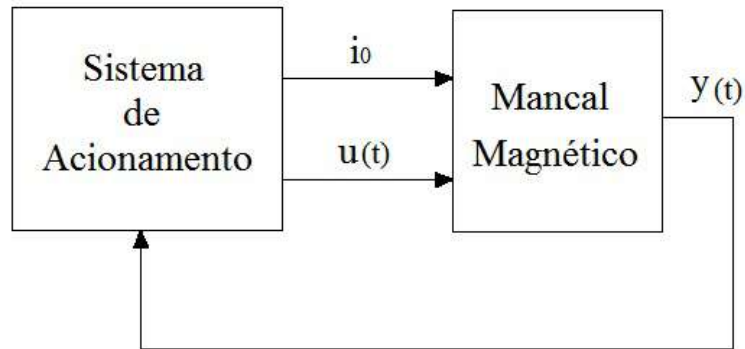 Sistema
de
Acionamento
i0
u(t)
Mancal
Magnético
y(t)